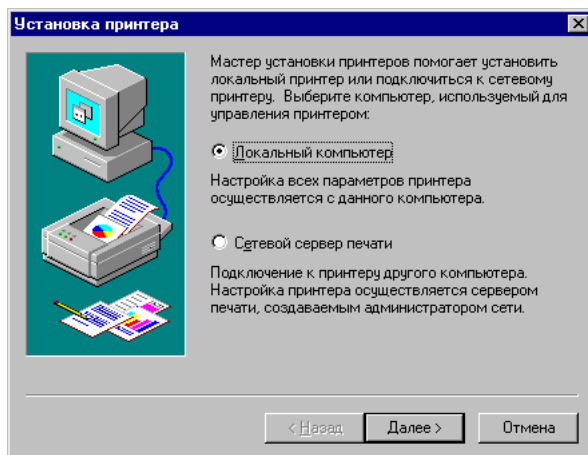 Установка принтера
Мастер установки принтеров помогает установить
локальный принтер или подключиться к сетевому
принтеру. Выберите компьютер, используемый для
управления принтером:
Локальный компьютер
Настройка всех параметров принтера
осуществляется с данного компьютера.
Сетевой сервер печати
Подключение к принтеру другого компьютера.
Настройка принтера осуществляется сервером
печати, создаваемым администратором сети.
< Назад
Далее >
Отмена